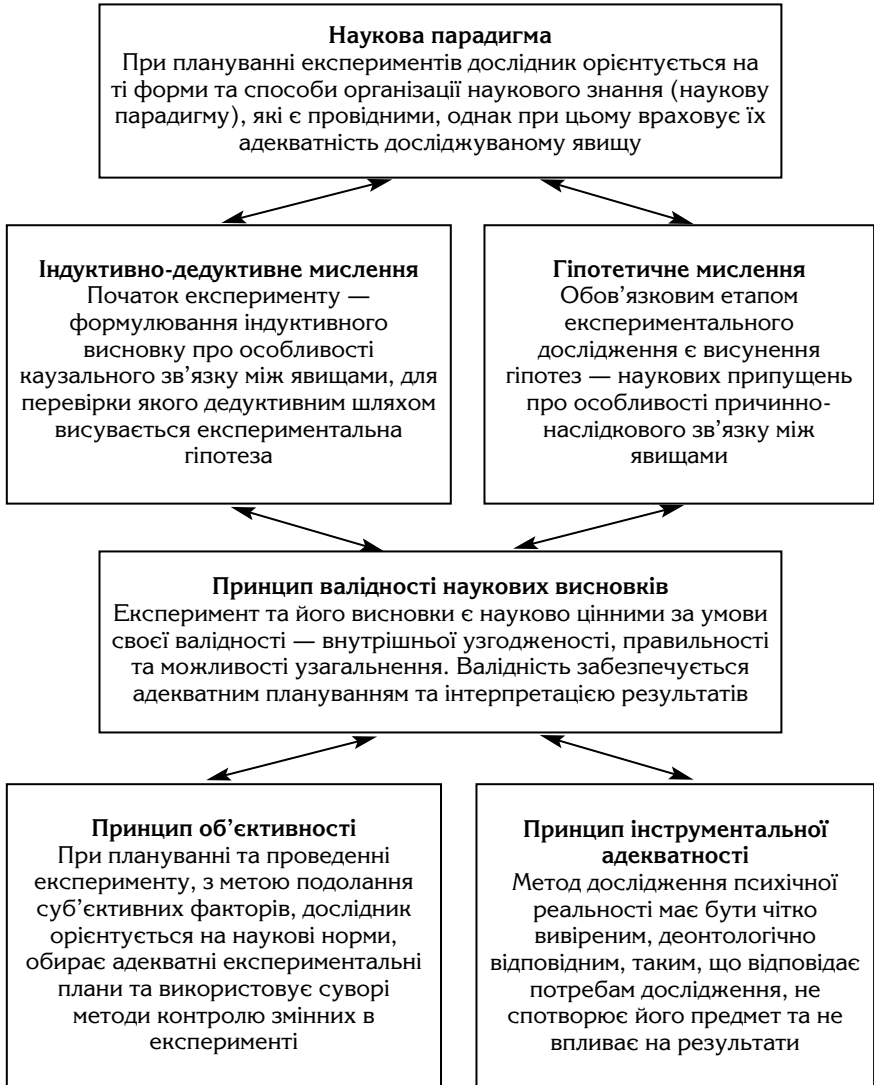 Наукова парадигма
При плануванні експериментів дослідник орієнтується на
ті форми та способи організації наукового знання (наукову
парадигму), які є провідними, однак при цьому враховує їх
адекватність досліджуваному явищу
Індуктивно-дедуктивне мислення
Початок експерименту —
формулювання індуктивного
висновку про особливості
каузального зв’язку між явищами, для
перевірки якого дедуктивним шляхом
висувається експериментальна
гіпотеза
Гіпотетичне мислення
Обов’язковим етапом
експериментального
дослідження є висунення
гіпотез — наукових припущень
про особливості причинно-
наслідкового зв’язку між
явищами
Принцип валідності наукових висновків
Експеримент та його висновки є науково цінними за умови
своєї валідності — внутрішньої узгодженості, правильності
та можливості узагальнення. Валідність забезпечується
адекватним плануванням та інтерпретацією результатів
Принцип об’єктивності
При плануванні та проведенні
експерименту, з метою подолання
суб’єктивних факторів, дослідник
орієнтується на наукові норми,
обирає адекватні експериментальні
плани та використовує суворі
методи контролю змінних в
експерименті
Принцип інструментальної
адекватності
Метод дослідження психічної
реальності має бути чітко
вивіреним, деонтологічно
відповідним, таким, що відповідає
потребам дослідження, не
спотворює його предмет та не
впливає на результати